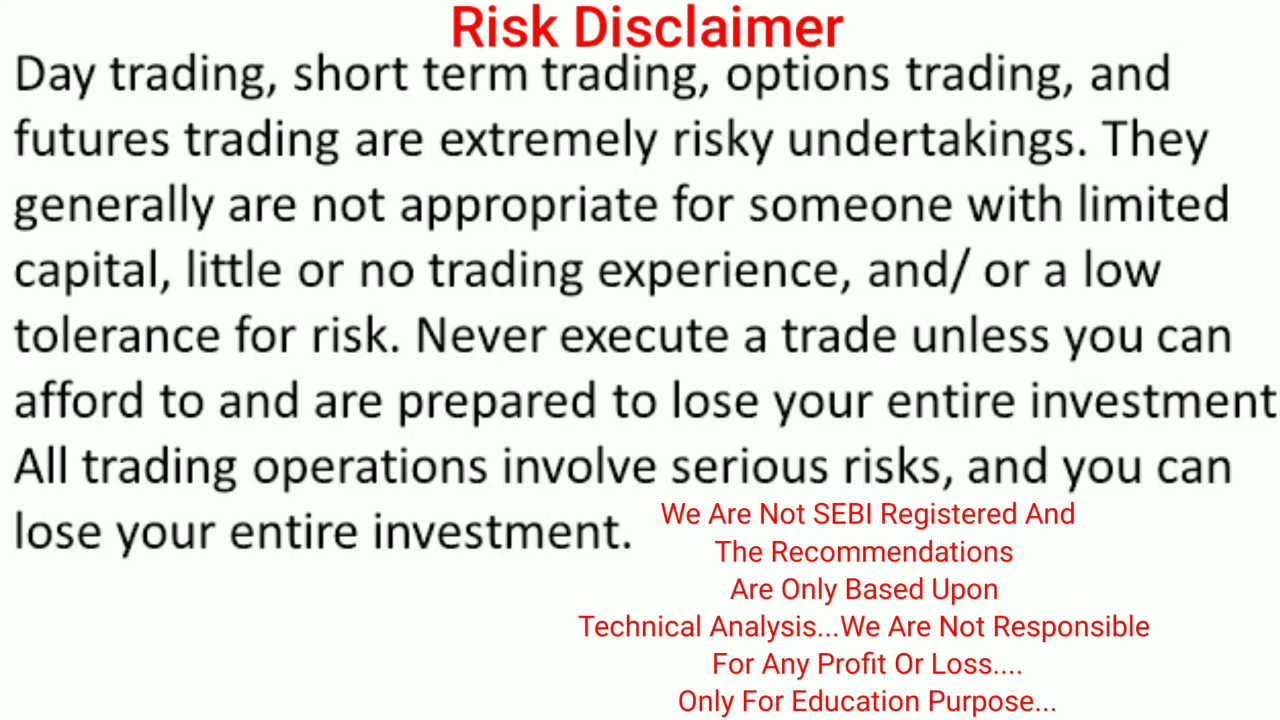 Risk Disclaimer
Day trading, short term trading, options trading, and
futures trading are extremely risky undertakings. They
generally are not appropriate for someone with limited
capital, little or no trading experience, and/ or a low
tolerance for risk. Never execute a trade unless you can
afford to and are prepared to lose your entire investment
All trading operations involve serious risks, and you can
lose your entire investment.
We Are Not SEBI Registered And
The Recommendations
Are Only Based Upon
Technical Analysis...We Are Not Responsible
For Any Profit Or Loss....
Only For Education Purpose...